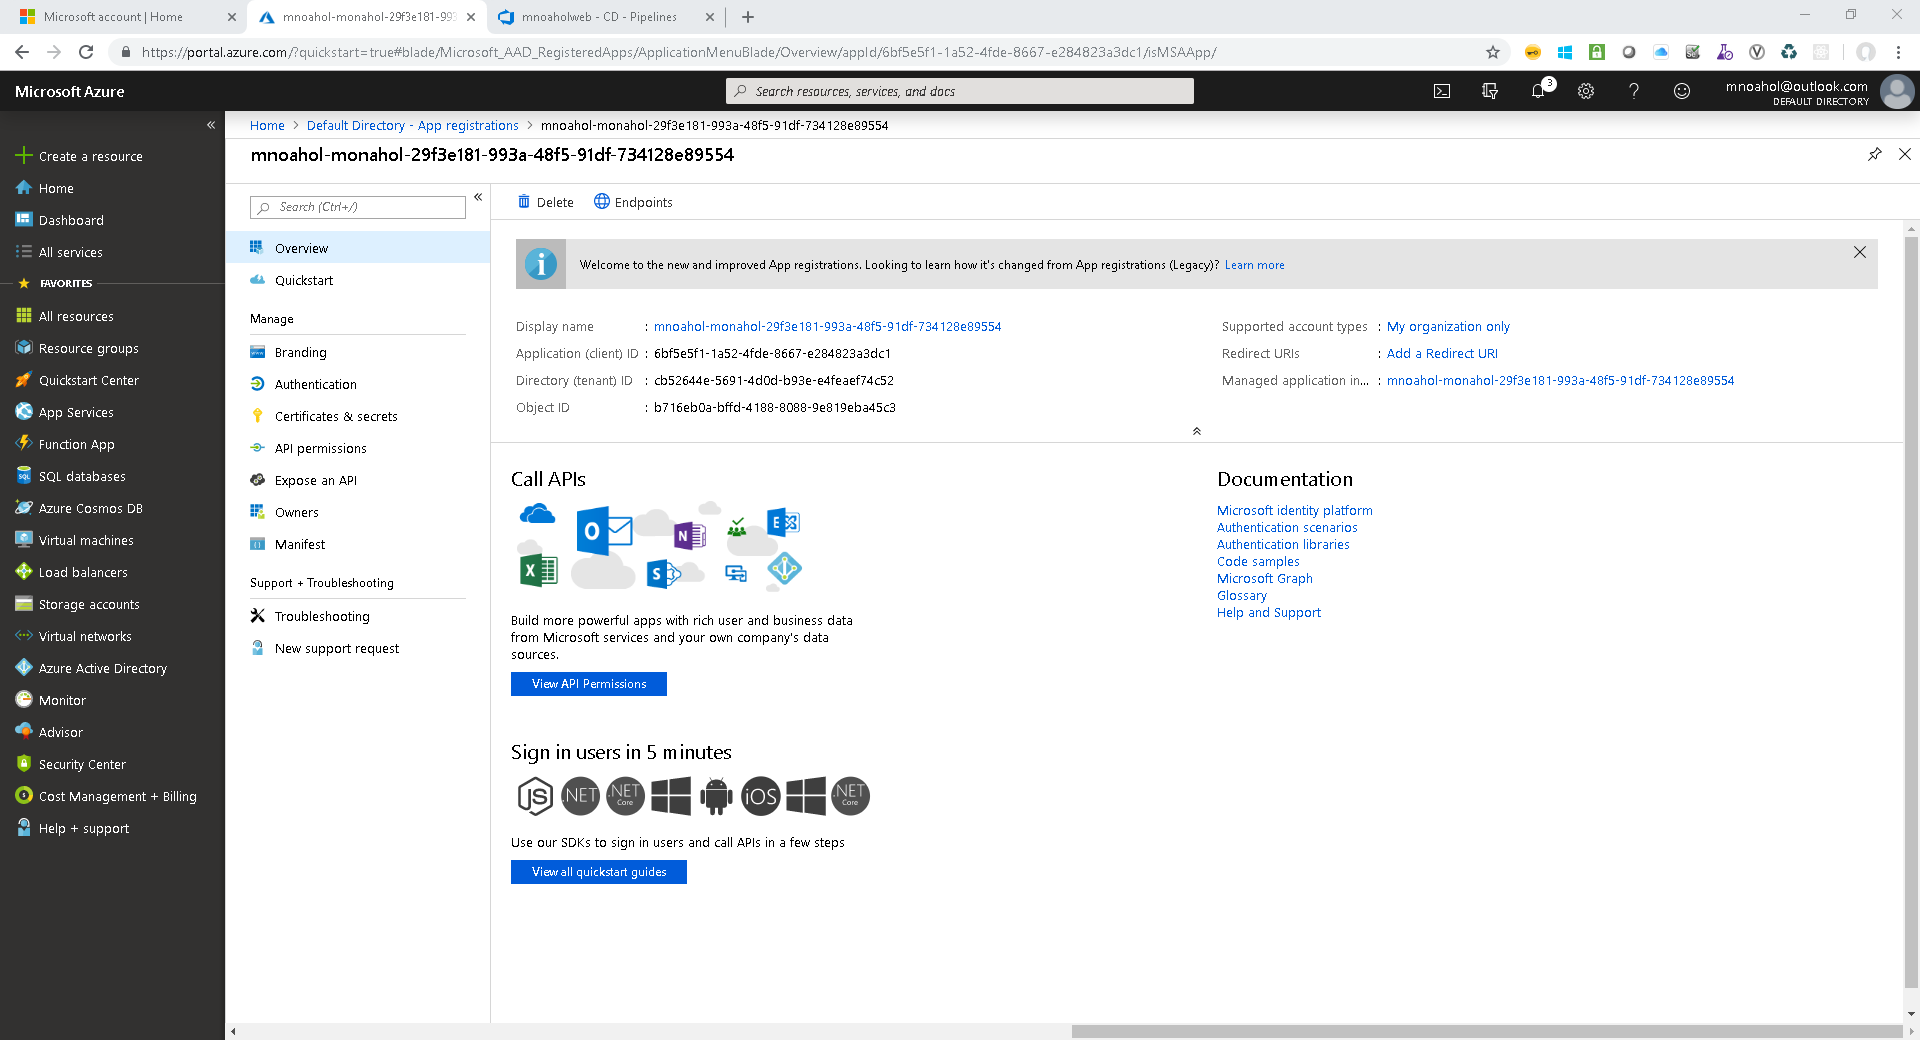 Microsoft account | Home
mnoahol-monahol-29f3e181-993
mnoaholweb - CD - Pipelines
https://portal.azure.com/?quickstart=true#blade/Microsoft_AAD_RegisteredApps/ApplicationMenuBlade/Overview/appId/6bf5e5f1-1a52-4fde-8667-e284823a3dc1/isMSAApp/
Microsoft Azure
Search resources, services, and docs
3
mnoahol@outlook.com
DEFAULT DIRECTORY
Home > Default Directory - App registrations > mnoahol-monahol-29f3e181-993a-48f5-91df-734128e89554
mnoahol-monahol-29f3e181-993a-48f5-91df-734128e89554
Create a resource
Home
Dashboard
All services
FAVORITES
All resources
Resource groups
Quickstart Center
App Services
Function App
SQL databases
Azure Cosmos DB
Virtual machines
Load balancers
Storage accounts
Virtual networks
Azure Active Directory
Monitor
Advisor
Security Center
Cost Management + Billing
Help + support
Search (Ctrl+/)
Overview
Quickstart
Manage
Branding
Authentication
Certificates & secrets
API permissions
Expose an API
Owners
Manifest
Support + Troubleshooting
Troubleshooting
New support request
Delete
Endpoints
Welcome to the new and improved App registrations. Looking to learn how it's changed from App registrations (Legacy)? Learn more
Display name : mnoahol-monahol-29f3e181-993a-48f5-91df-734128e89554
Application (client) ID : 6bf5e5f1-1a52-4fde-8667-e284823a3dc1
Directory (tenant) ID : cb52644e-5691-4d0d-b93e-e4feaef74c52
Object ID : b716eb0a-bffd-4188-8088-9e819eba45c3
Supported account types : My organization only
Redirect URIs : Add a Redirect URI
Managed application in... : mnoahol-monahol-29f3e181-993a-48f5-91df-734128e89554
Call APIs
Build more powerful apps with rich user and business data
from Microsoft services and your own company's data
sources.
View API Permissions
Sign in users in 5 minutes
JS .NET .NET Core iOS .NET Core
Use our SDKs to sign in users and call APIs in a few steps
View all quickstart guides
Documentation
Microsoft identity platform
Authentication scenarios
Authentication libraries
Code samples
Microsoft Graph
Glossary
Help and Support